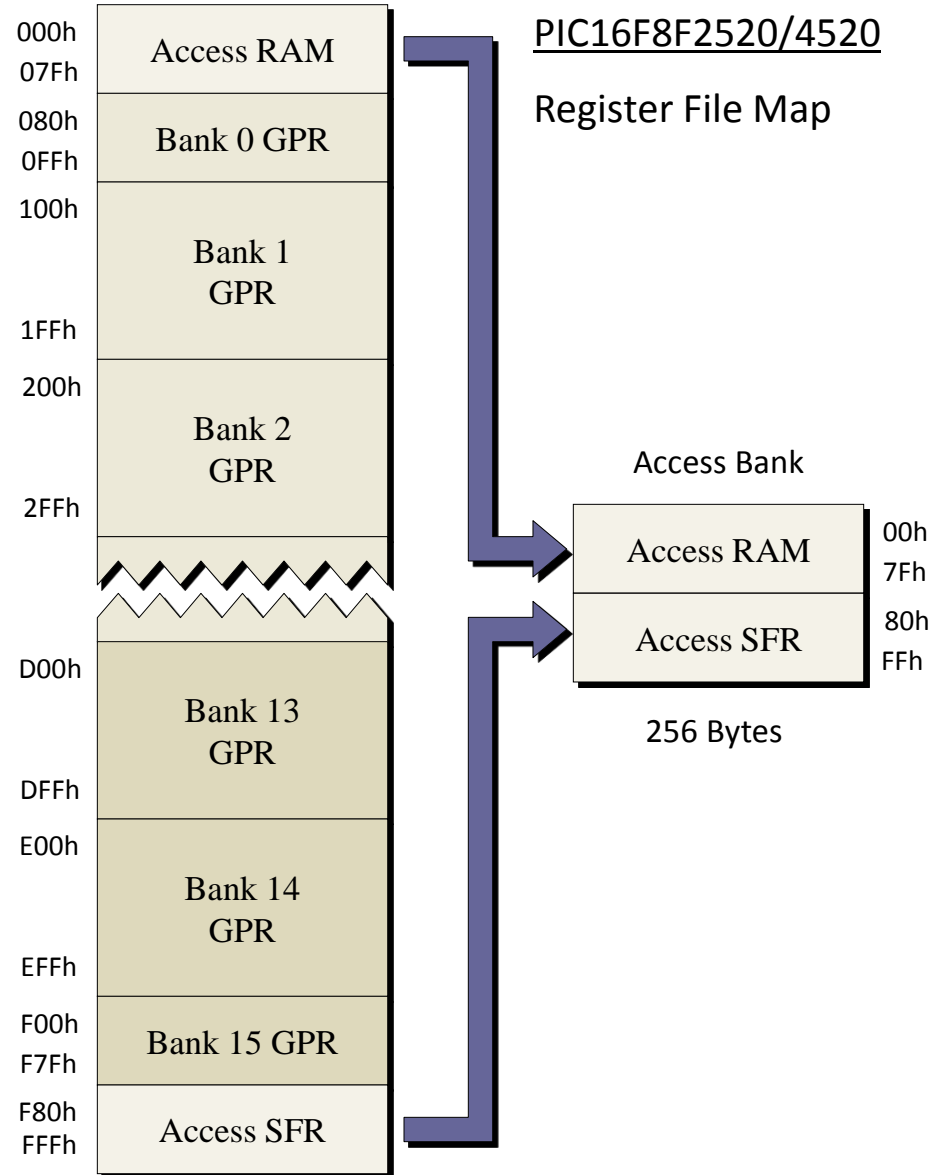 000h
07Fh
Access RAM
080h
0FFh
Bank 0 GPR
100h
Bank 1
GPR
1FFh
200h
Bank 2
GPR
2FFh
D00h
Bank 13
GPR
DFFh
E00h
Bank 14
GPR
EFFh
F00h
F7Fh
Bank 15 GPR
F80h
FFFh
Access SFR
PIC16F8F2520/4520
Register File Map
Access Bank
Access RAM
00h
7Fh
Access SFR
80h
FFh
256 Bytes